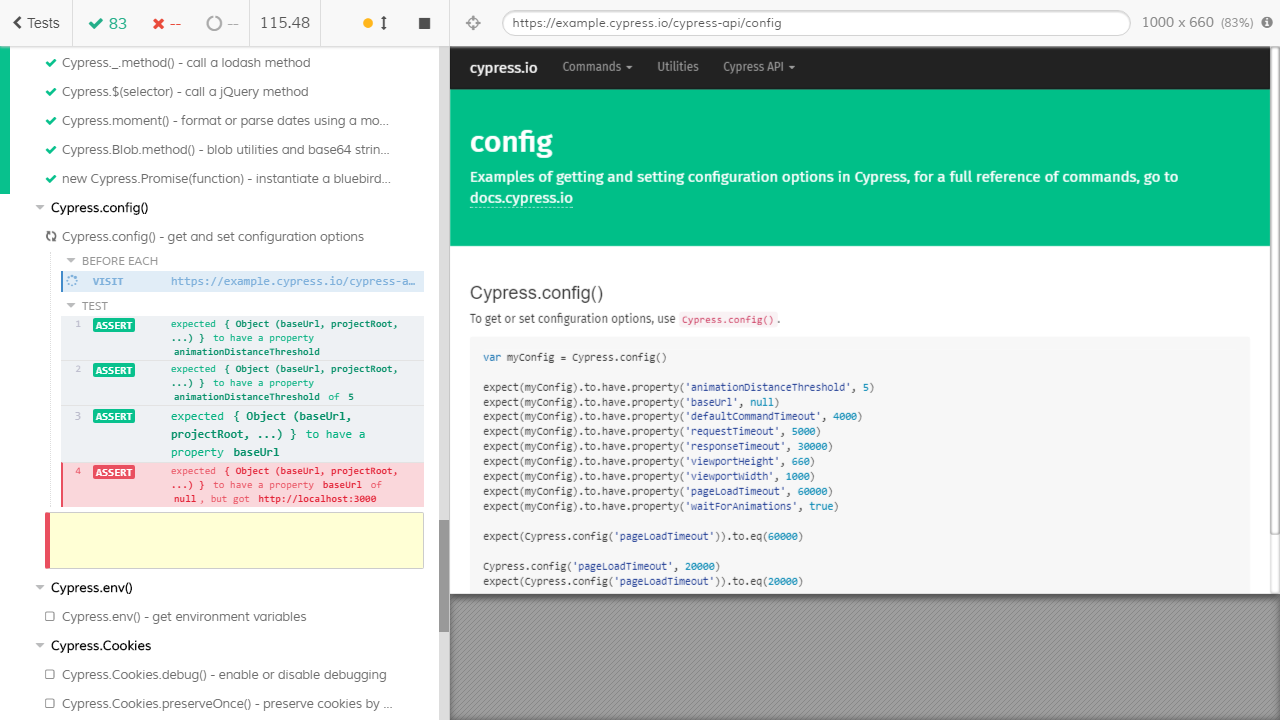 Tests
83
--
--
115.48
https://example.cypress.io/cypress-api/config
1000 x 660 (83%)
Cypress._.method() - call a lodash method
Cypress.$(selector) - call a jQuery method
Cypress.moment() - format or parse dates using a mo...
Cypress.Blob.method() - blob utilities and base64 strin...
new Cypress.Promise(function) - instantiate a bluebird...
Cypress.config()
Cypress.config() - get and set configuration options
BEFORE EACH
VISIT https://example.cypress.io/cypress-a...
TEST
1 ASSERT expected { Object (baseUrl, projectRoot,
...) } to have a property
animationDistanceThreshold
2 ASSERT expected { Object (baseUrl, projectRoot,
...) } to have a property
animationDistanceThreshold of 5
3 ASSERT expected { Object (baseUrl,
projectRoot, ...) } to have a
property baseUrl
4 ASSERT expected { Object (baseUrl, projectRoot,
...) } to have a property baseUrl of
null, but got http://localhost:3000
Cypress.env()
Cypress.env() - get environment variables
Cypress.Cookies
Cypress.Cookies.debug() - enable or disable debugging
Cypress.Cookies.preserveOnce() - preserve cookies by ...
cypress.io Commands Utilities Cypress API
config
Examples of getting and setting configuration options in Cypress, for a full reference of commands, go to
docs.cypress.io
Cypress.config()
To get or set configuration options, use Cypress.config().
var myConfig = Cypress.config()
expect(myConfig).to.have.property('animationDistanceThreshold', 5)
expect(myConfig).to.have.property('baseUrl', null)
expect(myConfig).to.have.property('defaultCommandTimeout', 4000)
expect(myConfig).to.have.property('requestTimeout', 5000)
expect(myConfig).to.have.property('responseTimeout', 30000)
expect(myConfig).to.have.property('viewportHeight', 660)
expect(myConfig).to.have.property('viewportWidth', 1000)
expect(myConfig).to.have.property('pageLoadTimeout', 60000)
expect(myConfig).to.have.property('waitForAnimations', true)
expect(Cypress.config('pageLoadTimeout')).to.eq(60000)
Cypress.config('pageLoadTimeout', 20000)
expect(Cypress.config('pageLoadTimeout')).to.eq(20000)